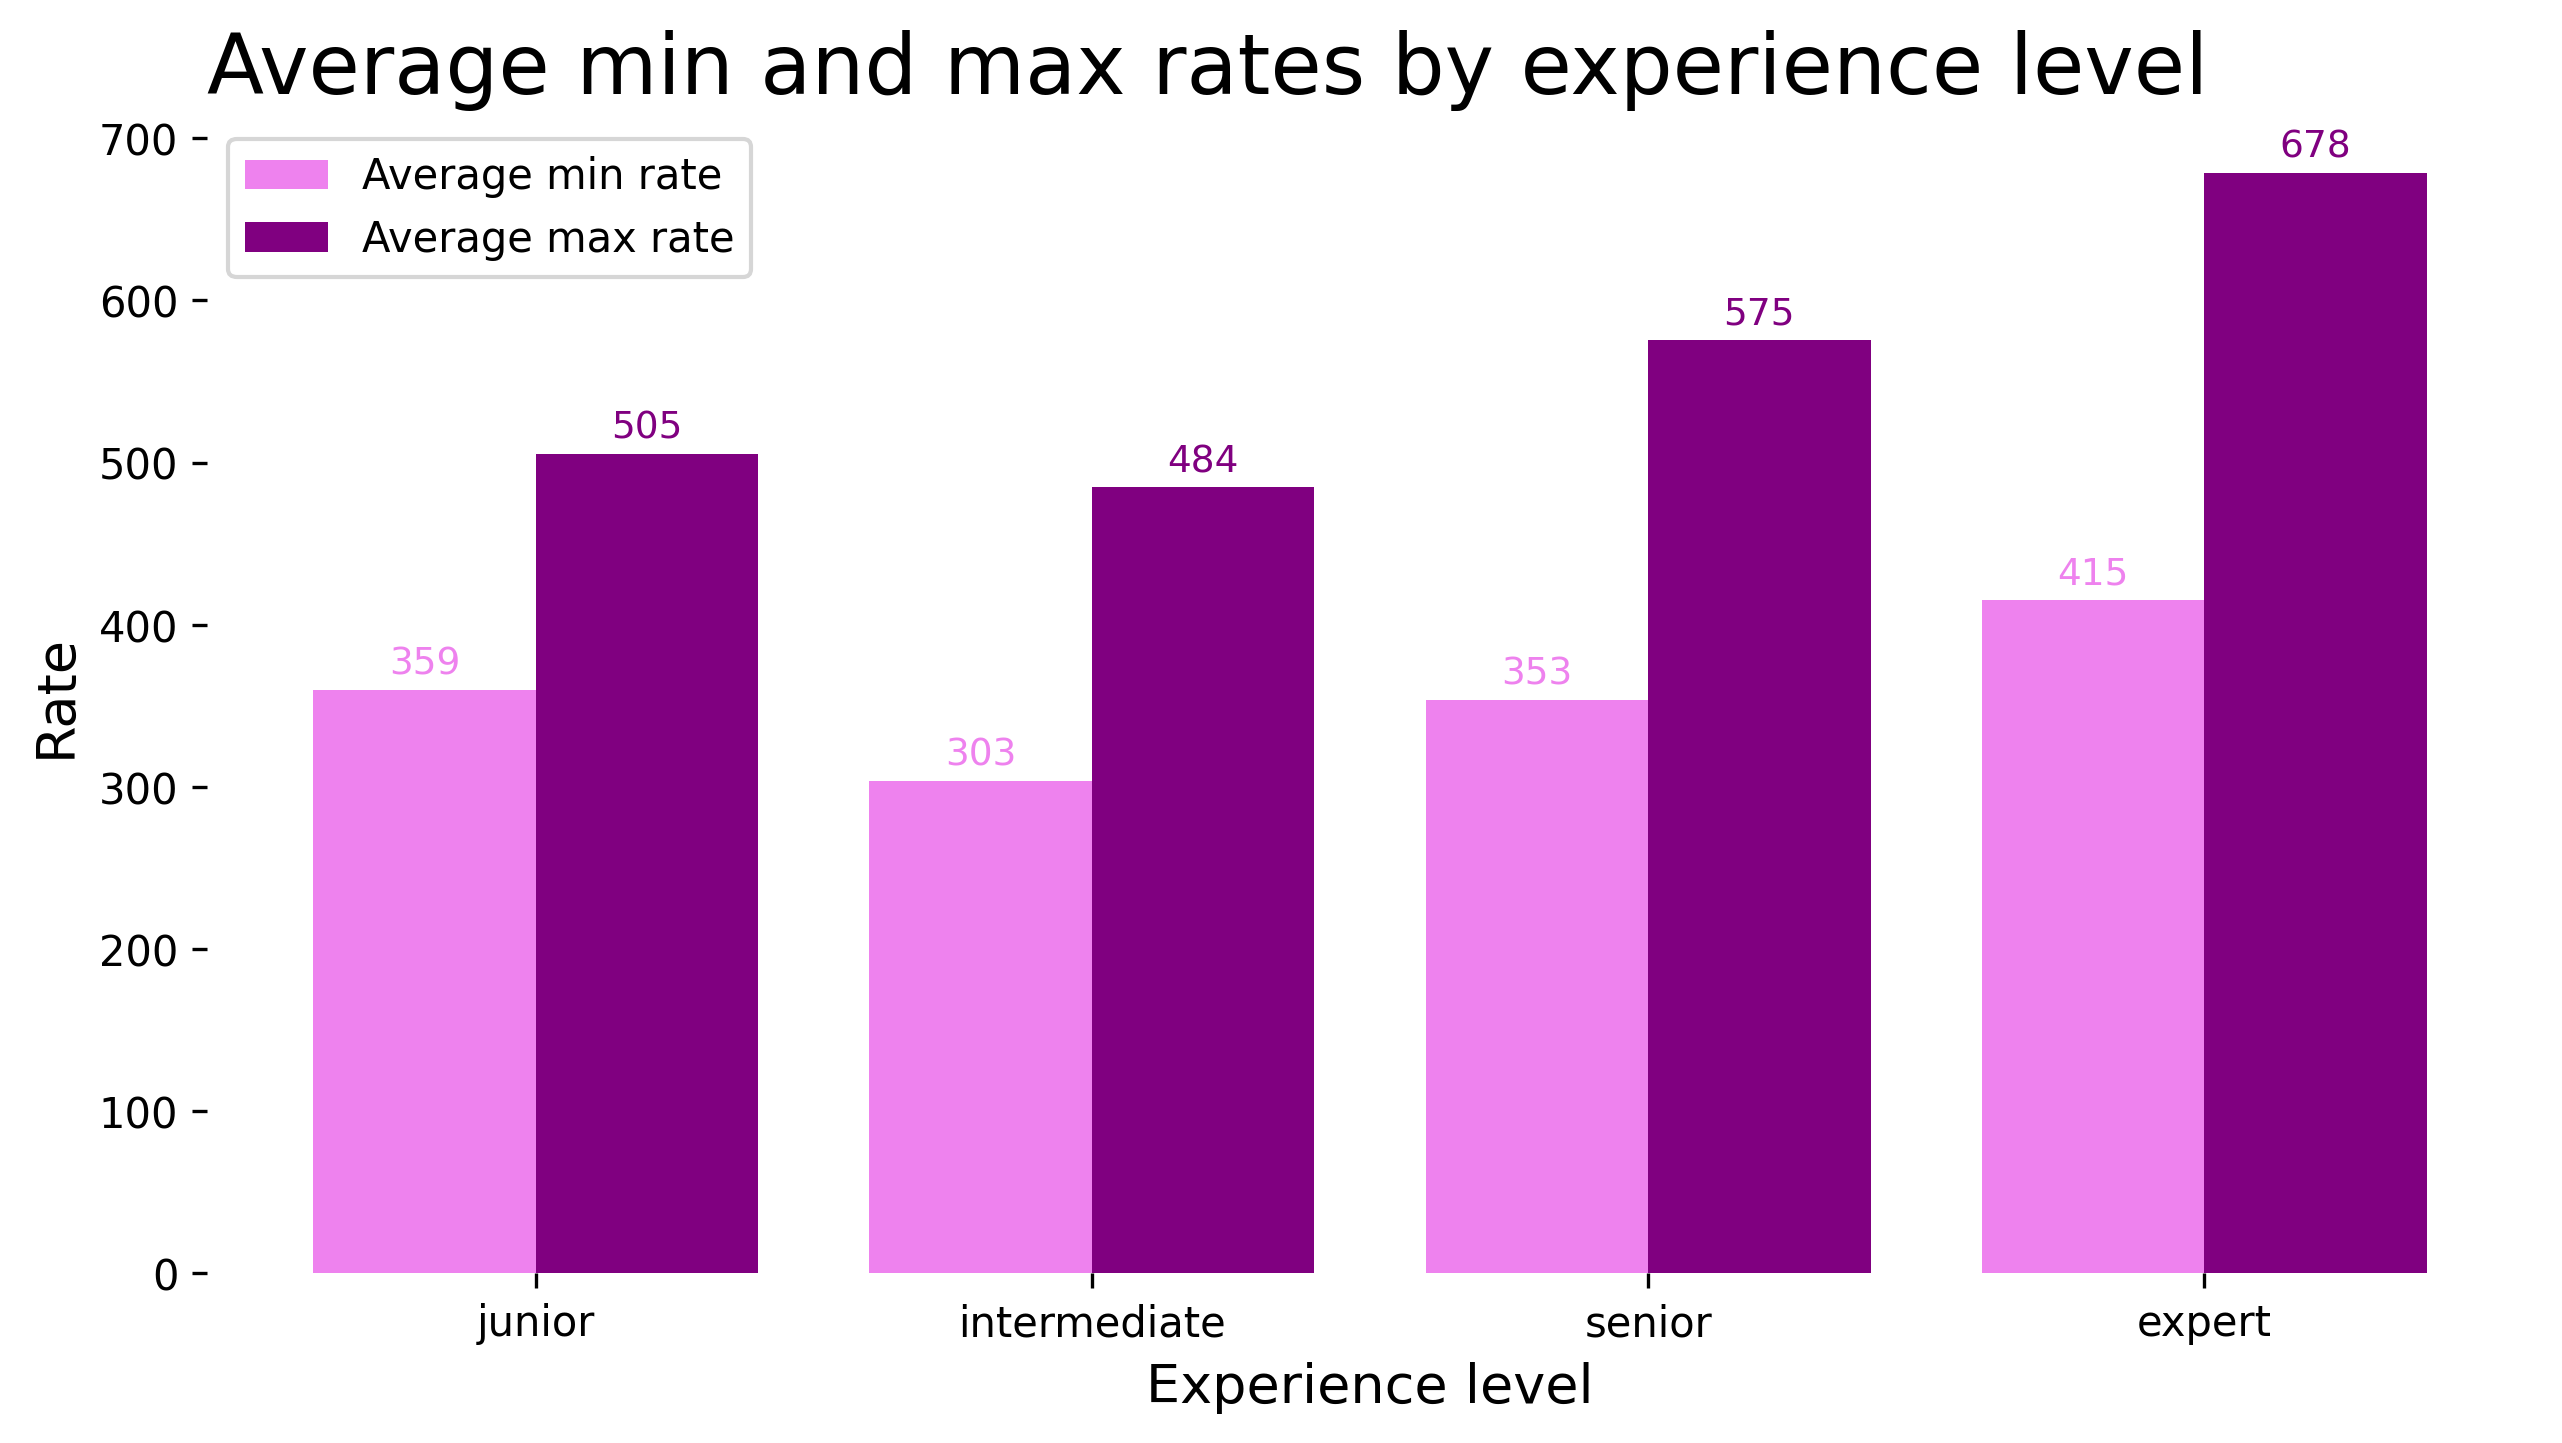 Average min and max rates by experience level
700
600
500
400
300
200
100
0
Rate
Average min rate
Average max rate
359
505
303
484
353
575
415
678
junior
intermediate
senior
expert
Experience level